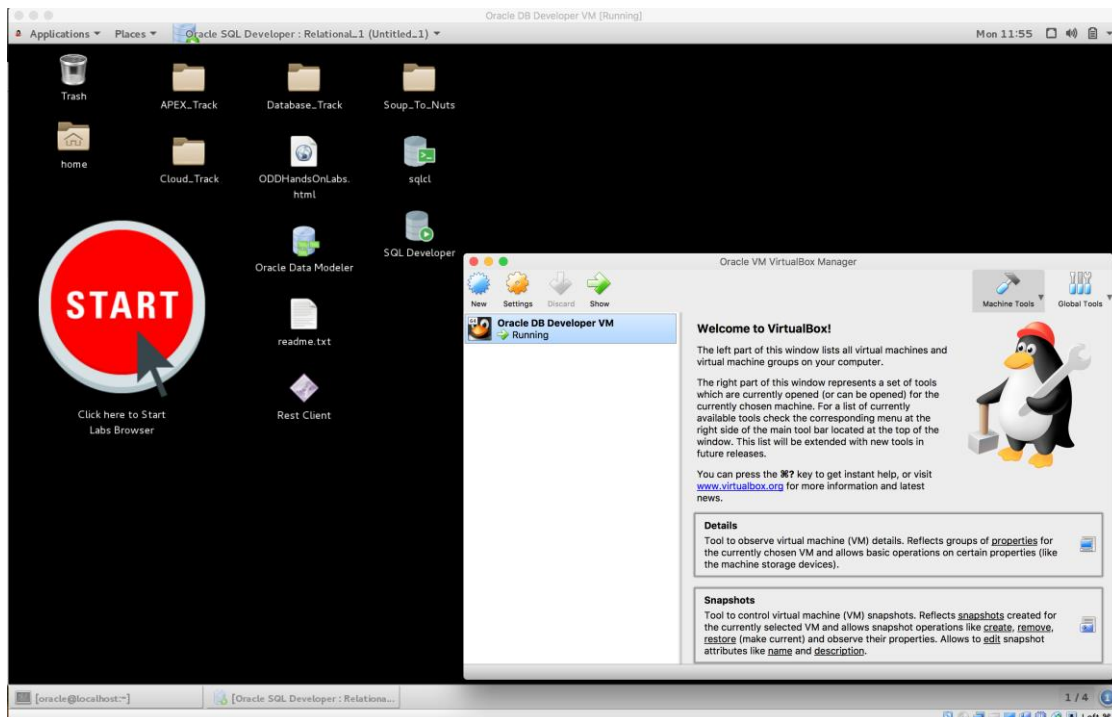 Oracle DB Developer VM [Running]
Applications Places Oracle SQL Developer : Relational_1 (Untitled_1) Mon 11:55
Trash
APEX_Track
Database_Track
Soup_To_Nuts
home
Cloud_Track
ODDHandsOnLabs.
html
sqlcl
Oracle Data Modeler
SQL Developer
START
readme.txt
Click here to Start
Labs Browser
Rest Client
Oracle VM VirtualBox Manager
New Settings Discard Show Machine Tools Global Tools
Oracle DB Developer VM
Running
Welcome to VirtualBox!
The left part of this window lists all virtual machines and
virtual machine groups on your computer.
The right part of this window represents a set of tools
which are currently opened (or can be opened) for the
currently chosen machine. For a list of currently
available tools check the corresponding menu at the
right side of the main tool bar located at the top of the
window. This list will be extended with new tools in
future releases.
You can press the ⌘? key to get instant help, or visit
www.virtualbox.org for more information and latest
news.
Details
Tool to observe virtual machine (VM) details. Reflects groups of properties for
the currently chosen VM and allows basic operations on certain properties (like
the machine storage devices).
Snapshots
Tool to control virtual machine (VM) snapshots. Reflects snapshots created for
the currently selected VM and allows snapshot operations like create, remove,
restore (make current) and observe their properties. Allows to edit snapshot
attributes like name and description.
[oracle@localhost:~] [Oracle SQL Developer : Relationa... 1 / 4 1
Left ⌘